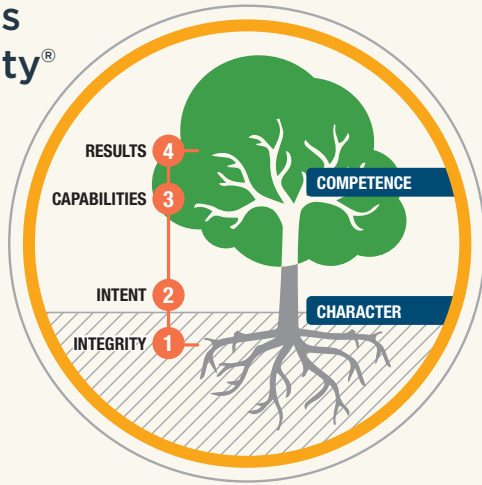 s
ty®
RESULTS 4
COMPETENCE
CAPABILITIES 3
INTENT 2
CHARACTER
INTEGRITY 1